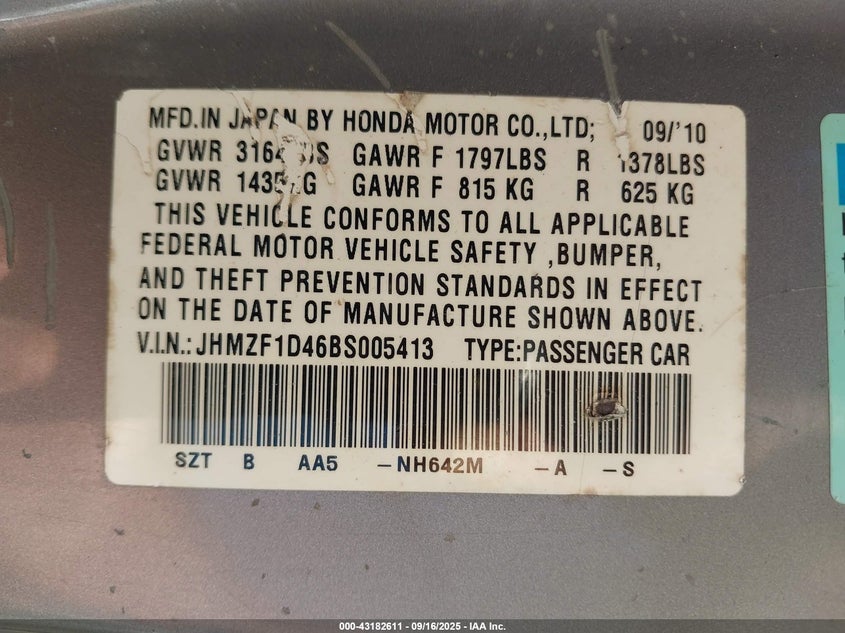 MFD.IN JAPAN BY HONDA MOTOR CO.,LTD; 09/'10
GVWR GAWR F 1797LBS R 1378LBS
GVWR GAWR F 815 KG R 625 KG
THIS VEHICLE CONFORMS TO ALL APPLICABLE
FEDERAL MOTOR VEHICLE SAFETY ,BUMPER,
AND THEFT PREVENTION STANDARDS IN EFFECT
ON THE DATE OF MANUFACTURE SHOWN ABOVE.
V.I.N.:JHMZF1D46BS005413 TYPE:PASSENGER CAR
SZT B AA5 -NH642M -A -S
000-43182611 - 09/16/2025 - IAA Inc.